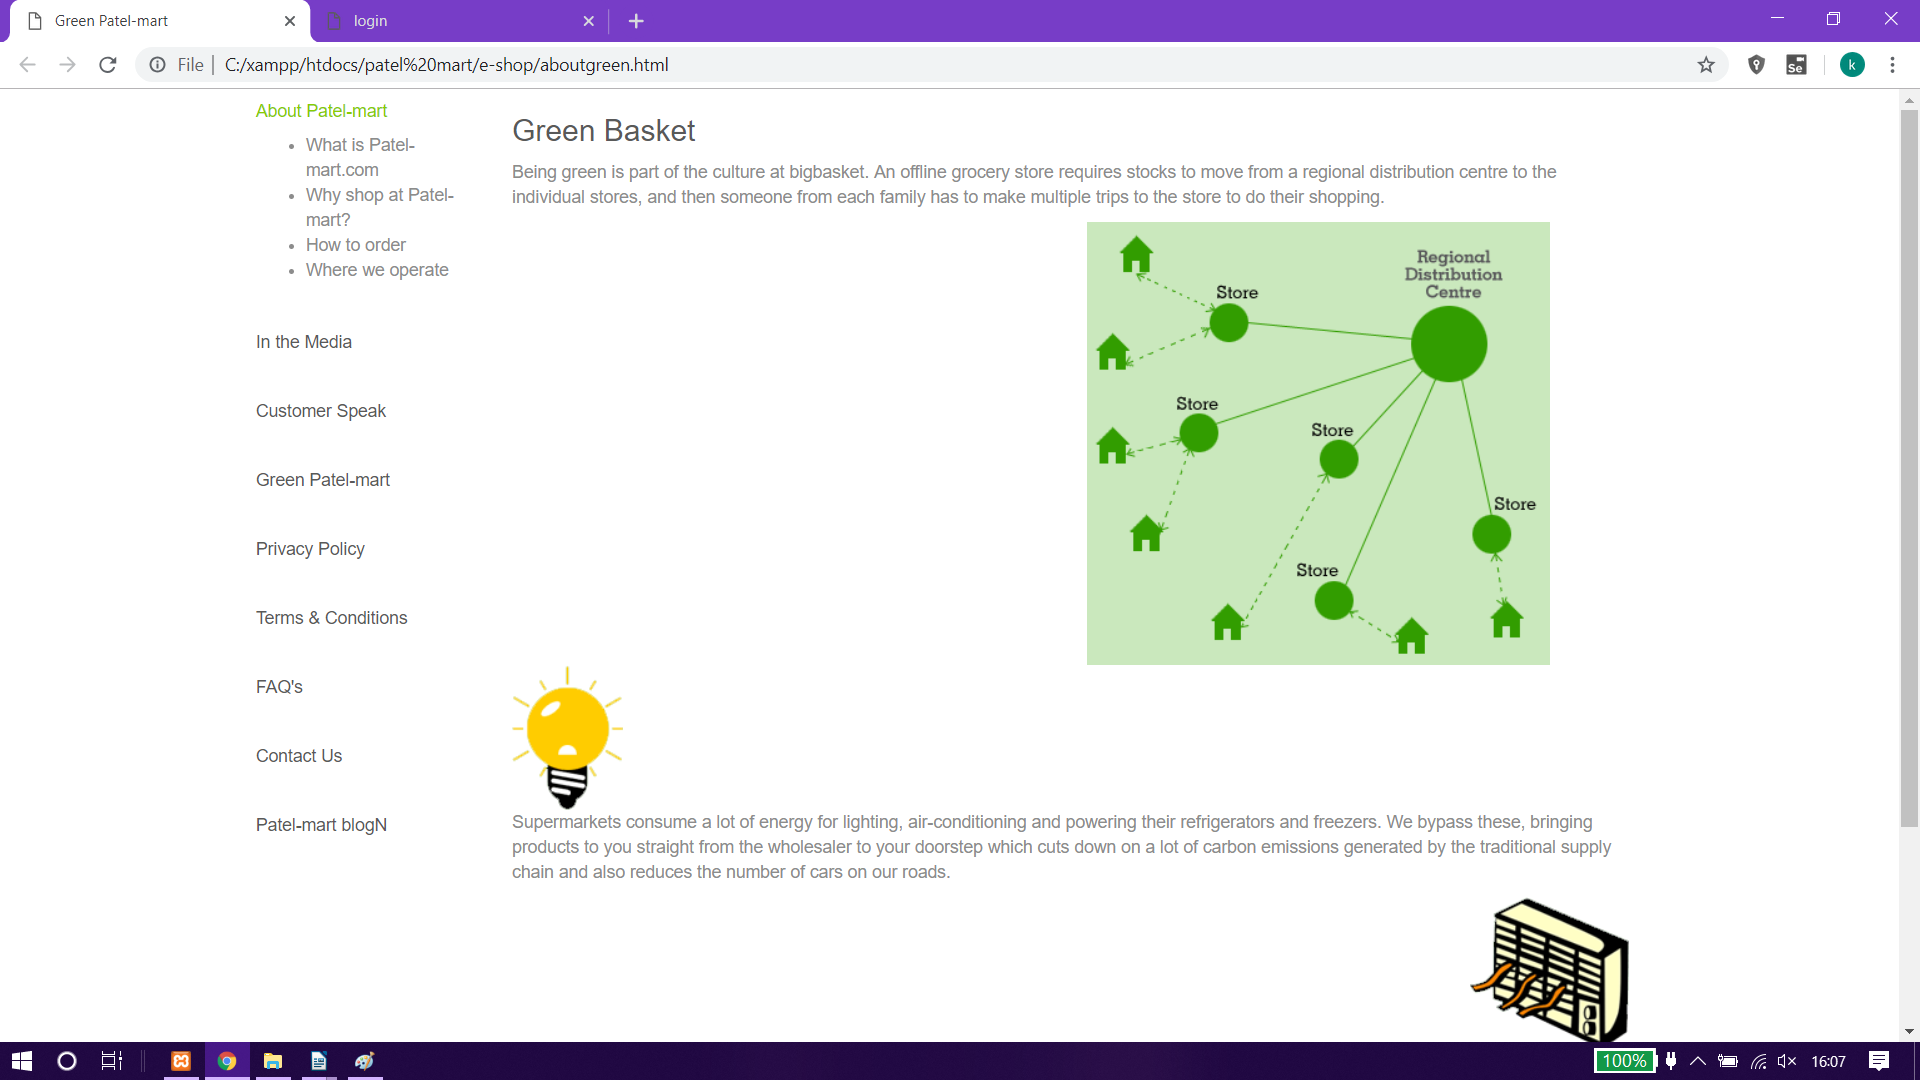 Green Patel-mart
login
File
C:/xampp/htdocs/patel%20mart/e-shop/aboutgreen.html
Se
k
About Patel-mart
What is Patel-
mart.com
Why shop at Patel-
mart?
How to order
Where we operate
In the Media
Customer Speak
Green Patel-mart
Privacy Policy
Terms & Conditions
FAQ's
Contact Us
Patel-mart blogN
Green Basket
Being green is part of the culture at bigbasket. An offline grocery store requires stocks to move from a regional distribution centre to the
individual stores, and then someone from each family has to make multiple trips to the store to do their shopping.
Regional
Distribution
Centre
Store
Store
Store
Store
Store
Supermarkets consume a lot of energy for lighting, air-conditioning and powering their refrigerators and freezers. We bypass these, bringing
products to you straight from the wholesaler to your doorstep which cuts down on a lot of carbon emissions generated by the traditional supply
chain and also reduces the number of cars on our roads.
100%
16:07